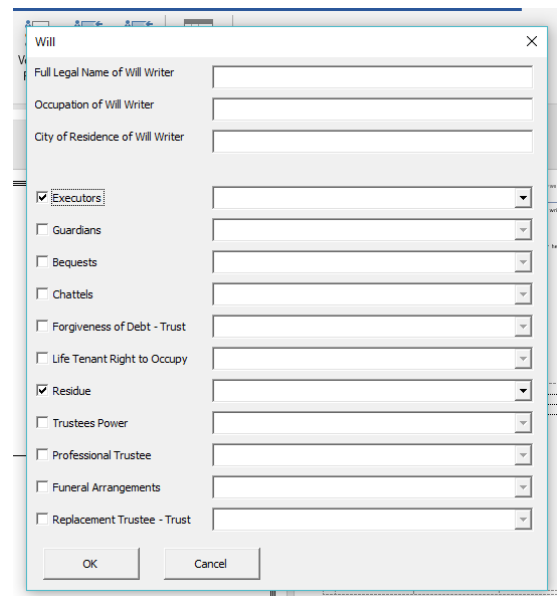 Will
Full Legal Name of Will Writer
Occupation of Will Writer
City of Residence of Will Writer
Executors
Guardians
Bequests
Chattels
Forgiveness of Debt - Trust
Life Tenant Right to Occupy
Residue
Trustees Power
Professional Trustee
Funeral Arrangements
Replacement Trustee - Trust
OK Cancel